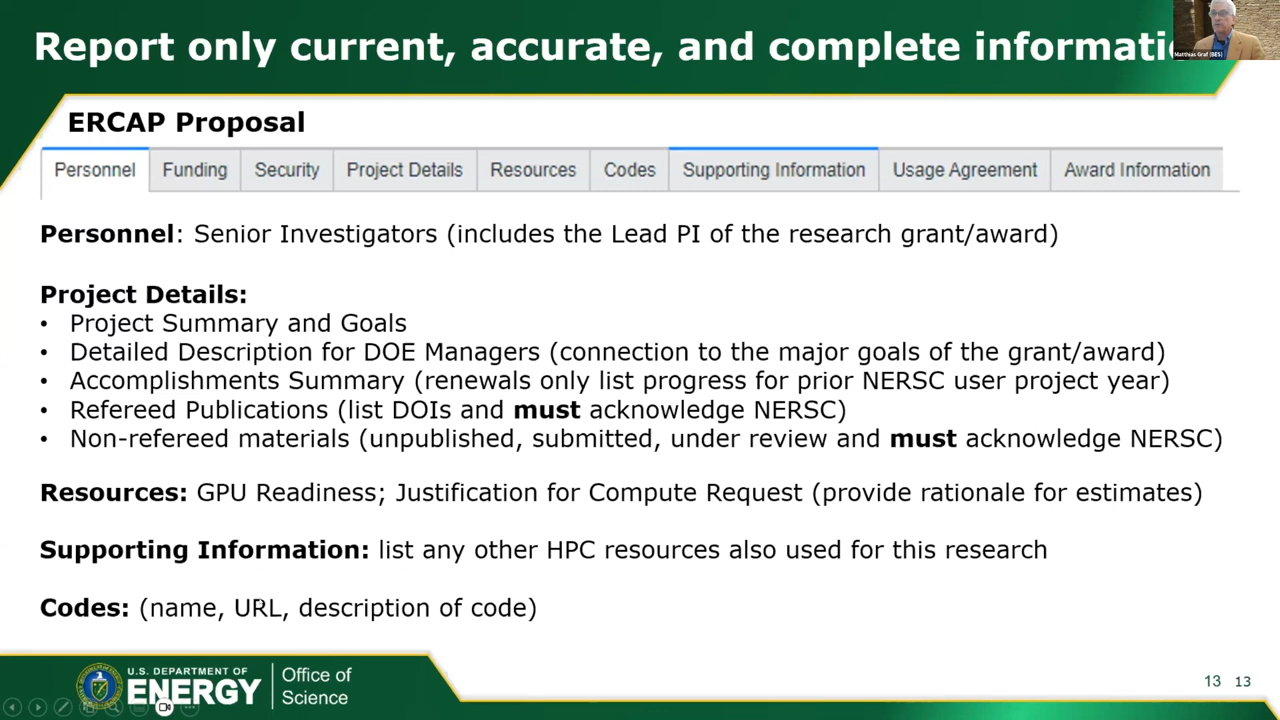 Report only current, accurate, and complete informati
Matthias Graf (BES)
ERCAP Proposal
Personnel Funding Security Project Details Resources Codes Supporting Information Usage Agreement Award Information
Personnel: Senior Investigators (includes the Lead PI of the research grant/award)
Project Details:
• Project Summary and Goals
• Detailed Description for DOE Managers (connection to the major goals of the grant/award)
• Accomplishments Summary (renewals only list progress for prior NERSC user project year)
• Refereed Publications (list DOIs and must acknowledge NERSC)
• Non-refereed materials (unpublished, submitted, under review and must acknowledge NERSC)
Resources: GPU Readiness; Justification for Compute Request (provide rationale for estimates)
Supporting Information: list any other HPC resources also used for this research
Codes: (name, URL, description of code)
U.S. DEPARTMENT OF
ENERGY
Office of
Science
13 13